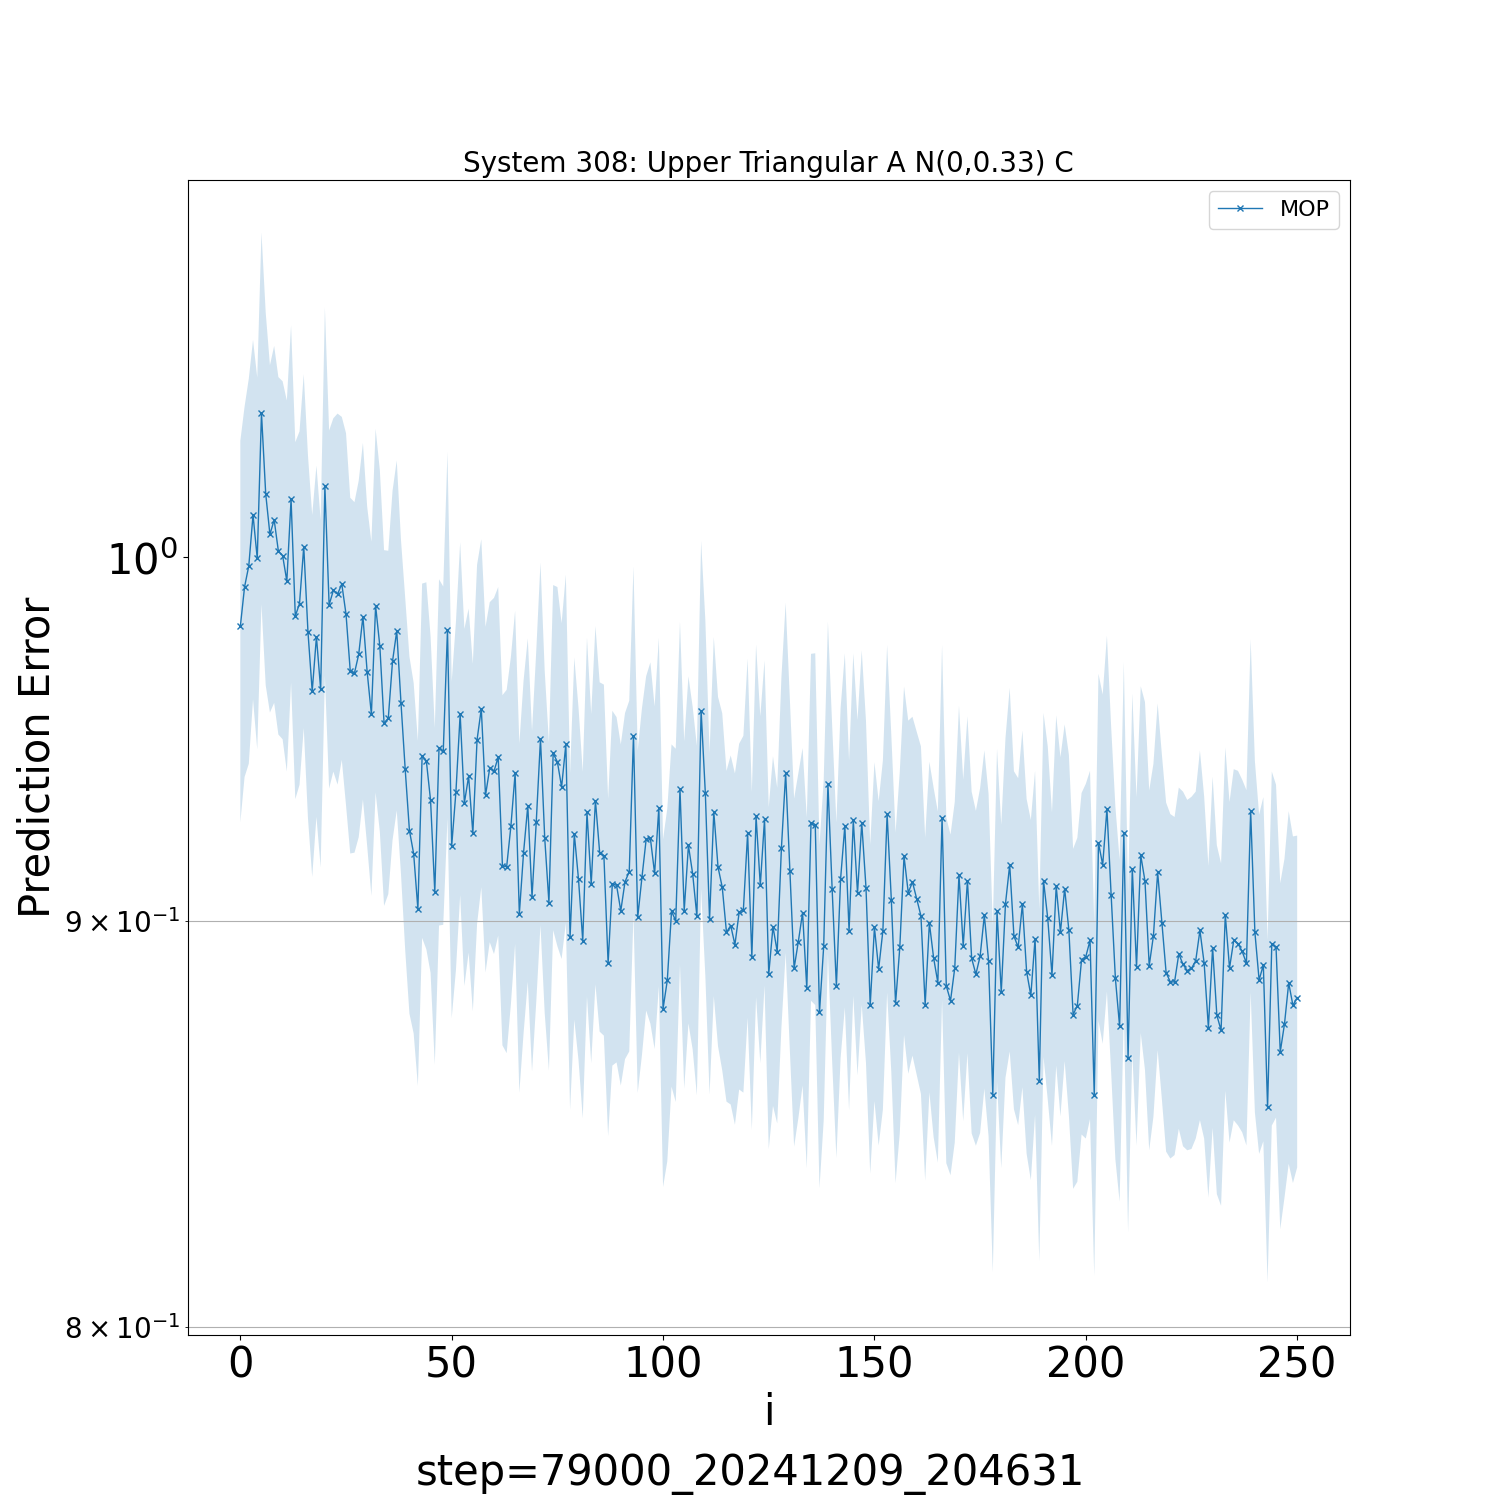 System 308: Upper Triangular A N(0,0.33) C
MOP
10⁰
9 × 10⁻¹
8 × 10⁻¹
Prediction Error
0 50 100 150 200 250
i
step=79000_20241209_204631